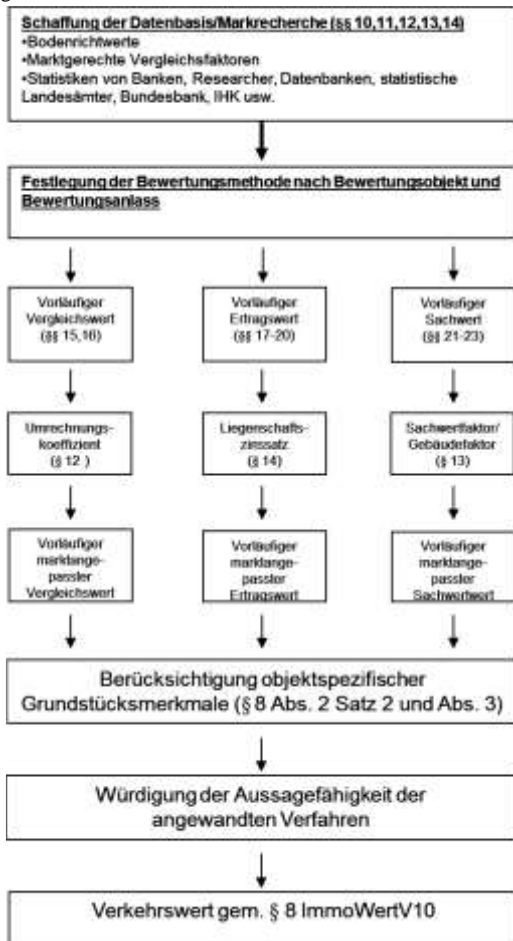 Schaffung der Datenbasis/Markrecherche (§§ 10,11,12,13,14)
•Bodenrichtwerte
•Marktgerechte Vergleichsfaktoren
•Statistiken von Banken, Researcher, Datenbanken, statistische
Landesämter, Bundesbank, IHK usw.
Festlegung der Bewertungsmethode nach Bewertungsobjekt und
Bewertungsanlass
Vorläufiger
Vergleichswert
(§§ 15,16)
Vorläufiger
Ertragswert
(§§ 17-20)
Vorläufiger
Sachwert
(§§ 21-23)
Umrechnungs-
koeffizient
(§ 12 )
Liegenschafts-
zinssatz
(§ 14)
Sachwertfaktor/
Gebäudefaktor
(§ 13)
Vorläufiger
marktange-
passter
Vergleichswert
Vorläufiger
marktange-
passter
Ertragswert
Vorläufiger
marktange-
passter
Sachwertwert
Berücksichtigung objektspezifischer
Grundstücksmerkmale (§ 8 Abs. 2 Satz 2 und Abs. 3)
Würdigung der Aussagefähigkeit der
angewandten Verfahren
Verkehrswert gem. § 8 ImmoWertV10